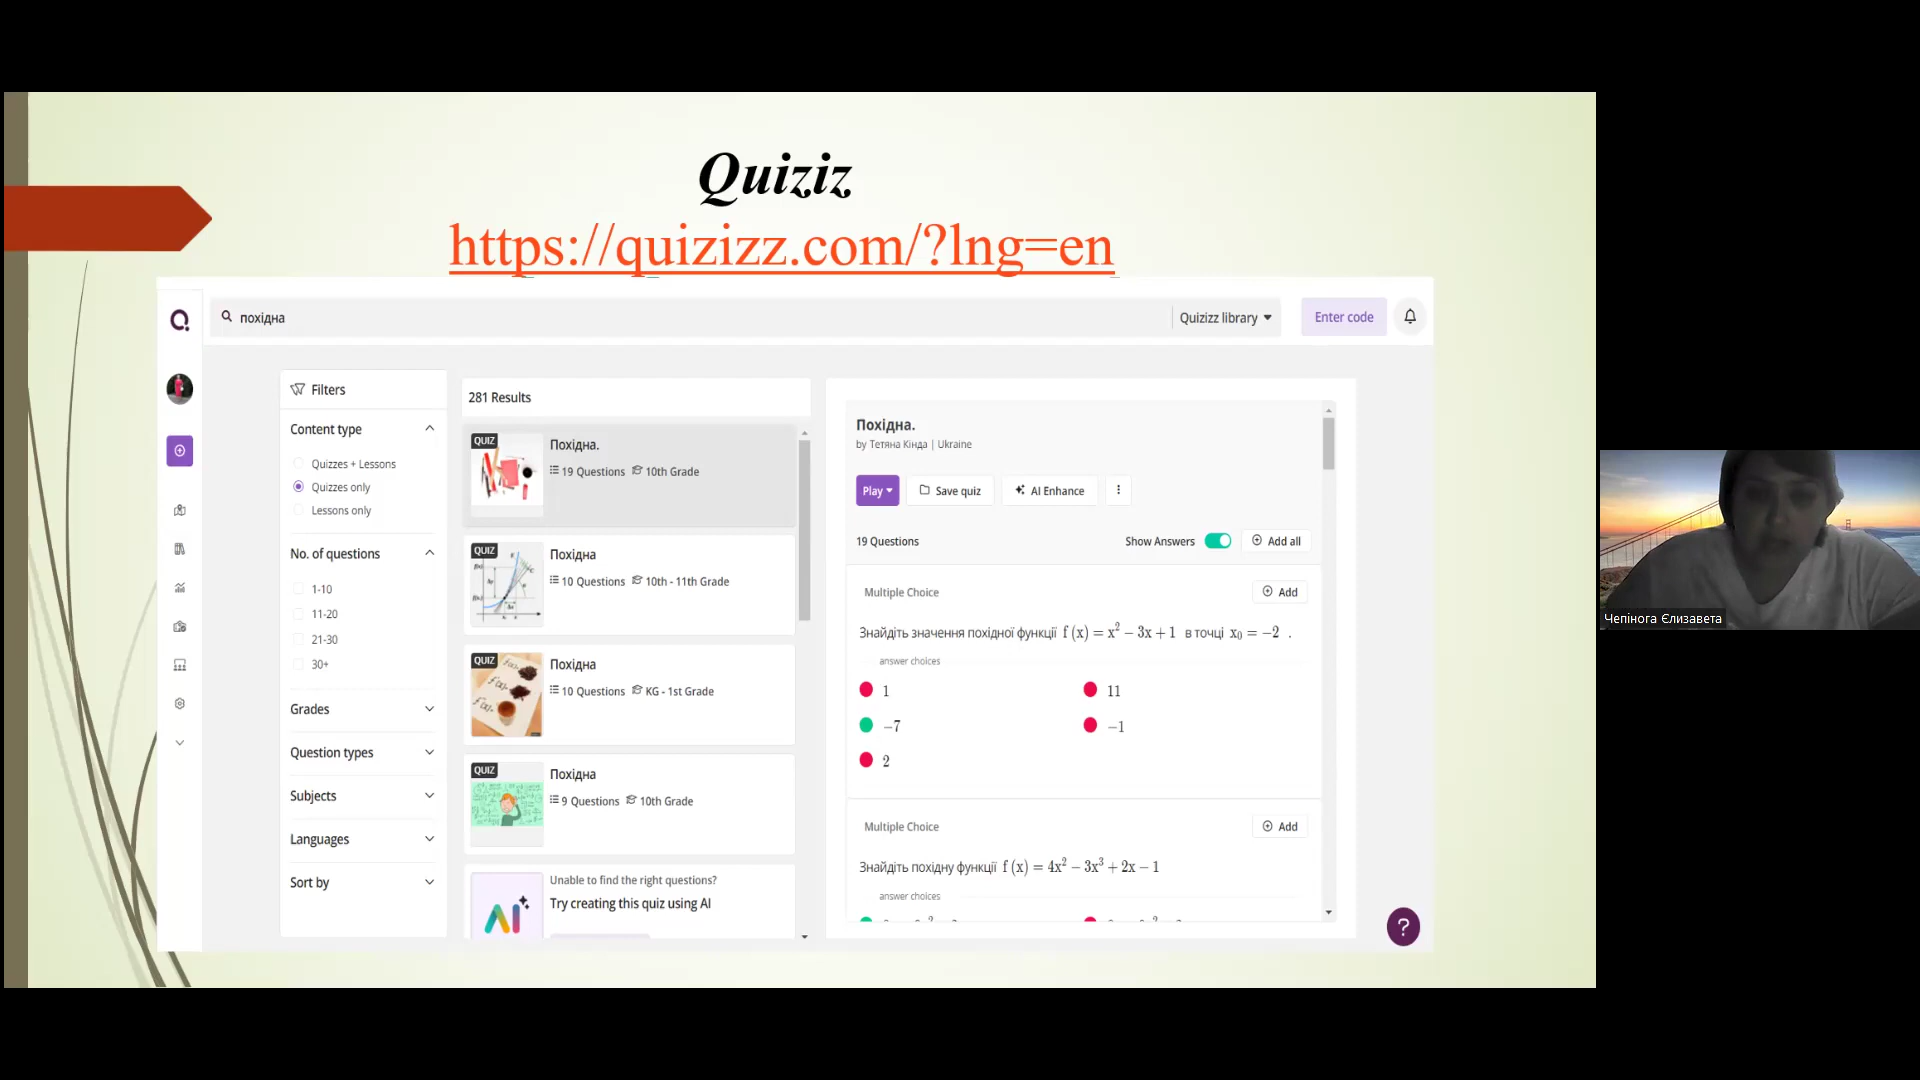 Quiziz
https://quizizz.com/?lng=en
похідна
Quizizz library
Enter code
Filters
Content type
Quizzes + Lessons
Quizzes only
Lessons only
No. of questions
1-10
11-20
21-30
30+
Grades
Question types
Subjects
Languages
Sort by
281 Results
QUIZ
Похідна.
19 Questions 10th Grade
QUIZ
Похідна
10 Questions 10th - 11th Grade
QUIZ
Похідна
10 Questions KG - 1st Grade
QUIZ
Похідна
9 Questions 10th Grade
Unable to find the right questions?
Try creating this quiz using AI
AI
Похідна.
by Тетяна Кінда | Ukraine
Play
Save quiz
AI Enhance
19 Questions
Show Answers
Add all
Multiple Choice
Add
Знайдіть значення похідної функції f (x) = x² − 3x + 1 в точці x₀ = −2 .
answer choices
1
11
−7
−1
2
Multiple Choice
Add
Знайдіть похідну функції f (x) = 4x² − 3x³ + 2x − 1
answer choices
?
Чепінога Єлизавета